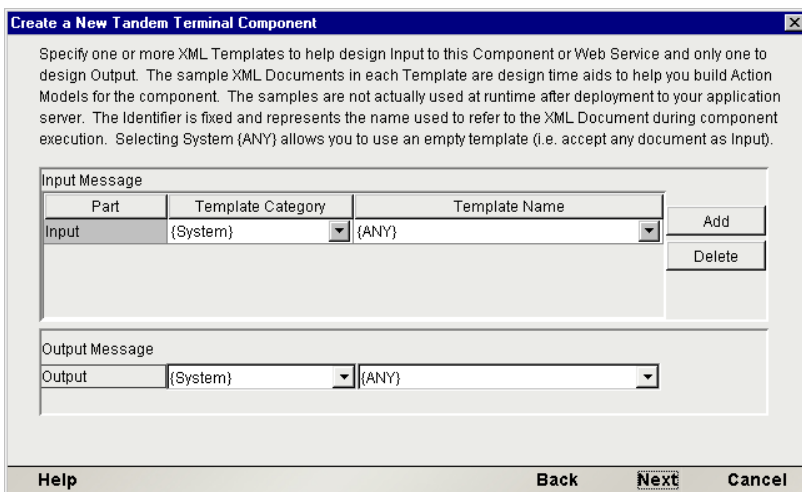 Create a New Tandem Terminal Component
Specify one or more XML Templates to help design Input to this Component or Web Service and only one to
design Output. The sample XML Documents in each Template are design time aids to help you build Action
Models for the component. The samples are not actually used at runtime after deployment to your application
server. The Identifier is fixed and represents the name used to refer to the XML Document during component
execution. Selecting System {ANY} allows you to use an empty template (i.e. accept any document as Input).
Input Message
Part Template Category Template Name
Input {System} {ANY}
Add
Delete
Output Message
Output {System} {ANY}
Help Back Next Cancel